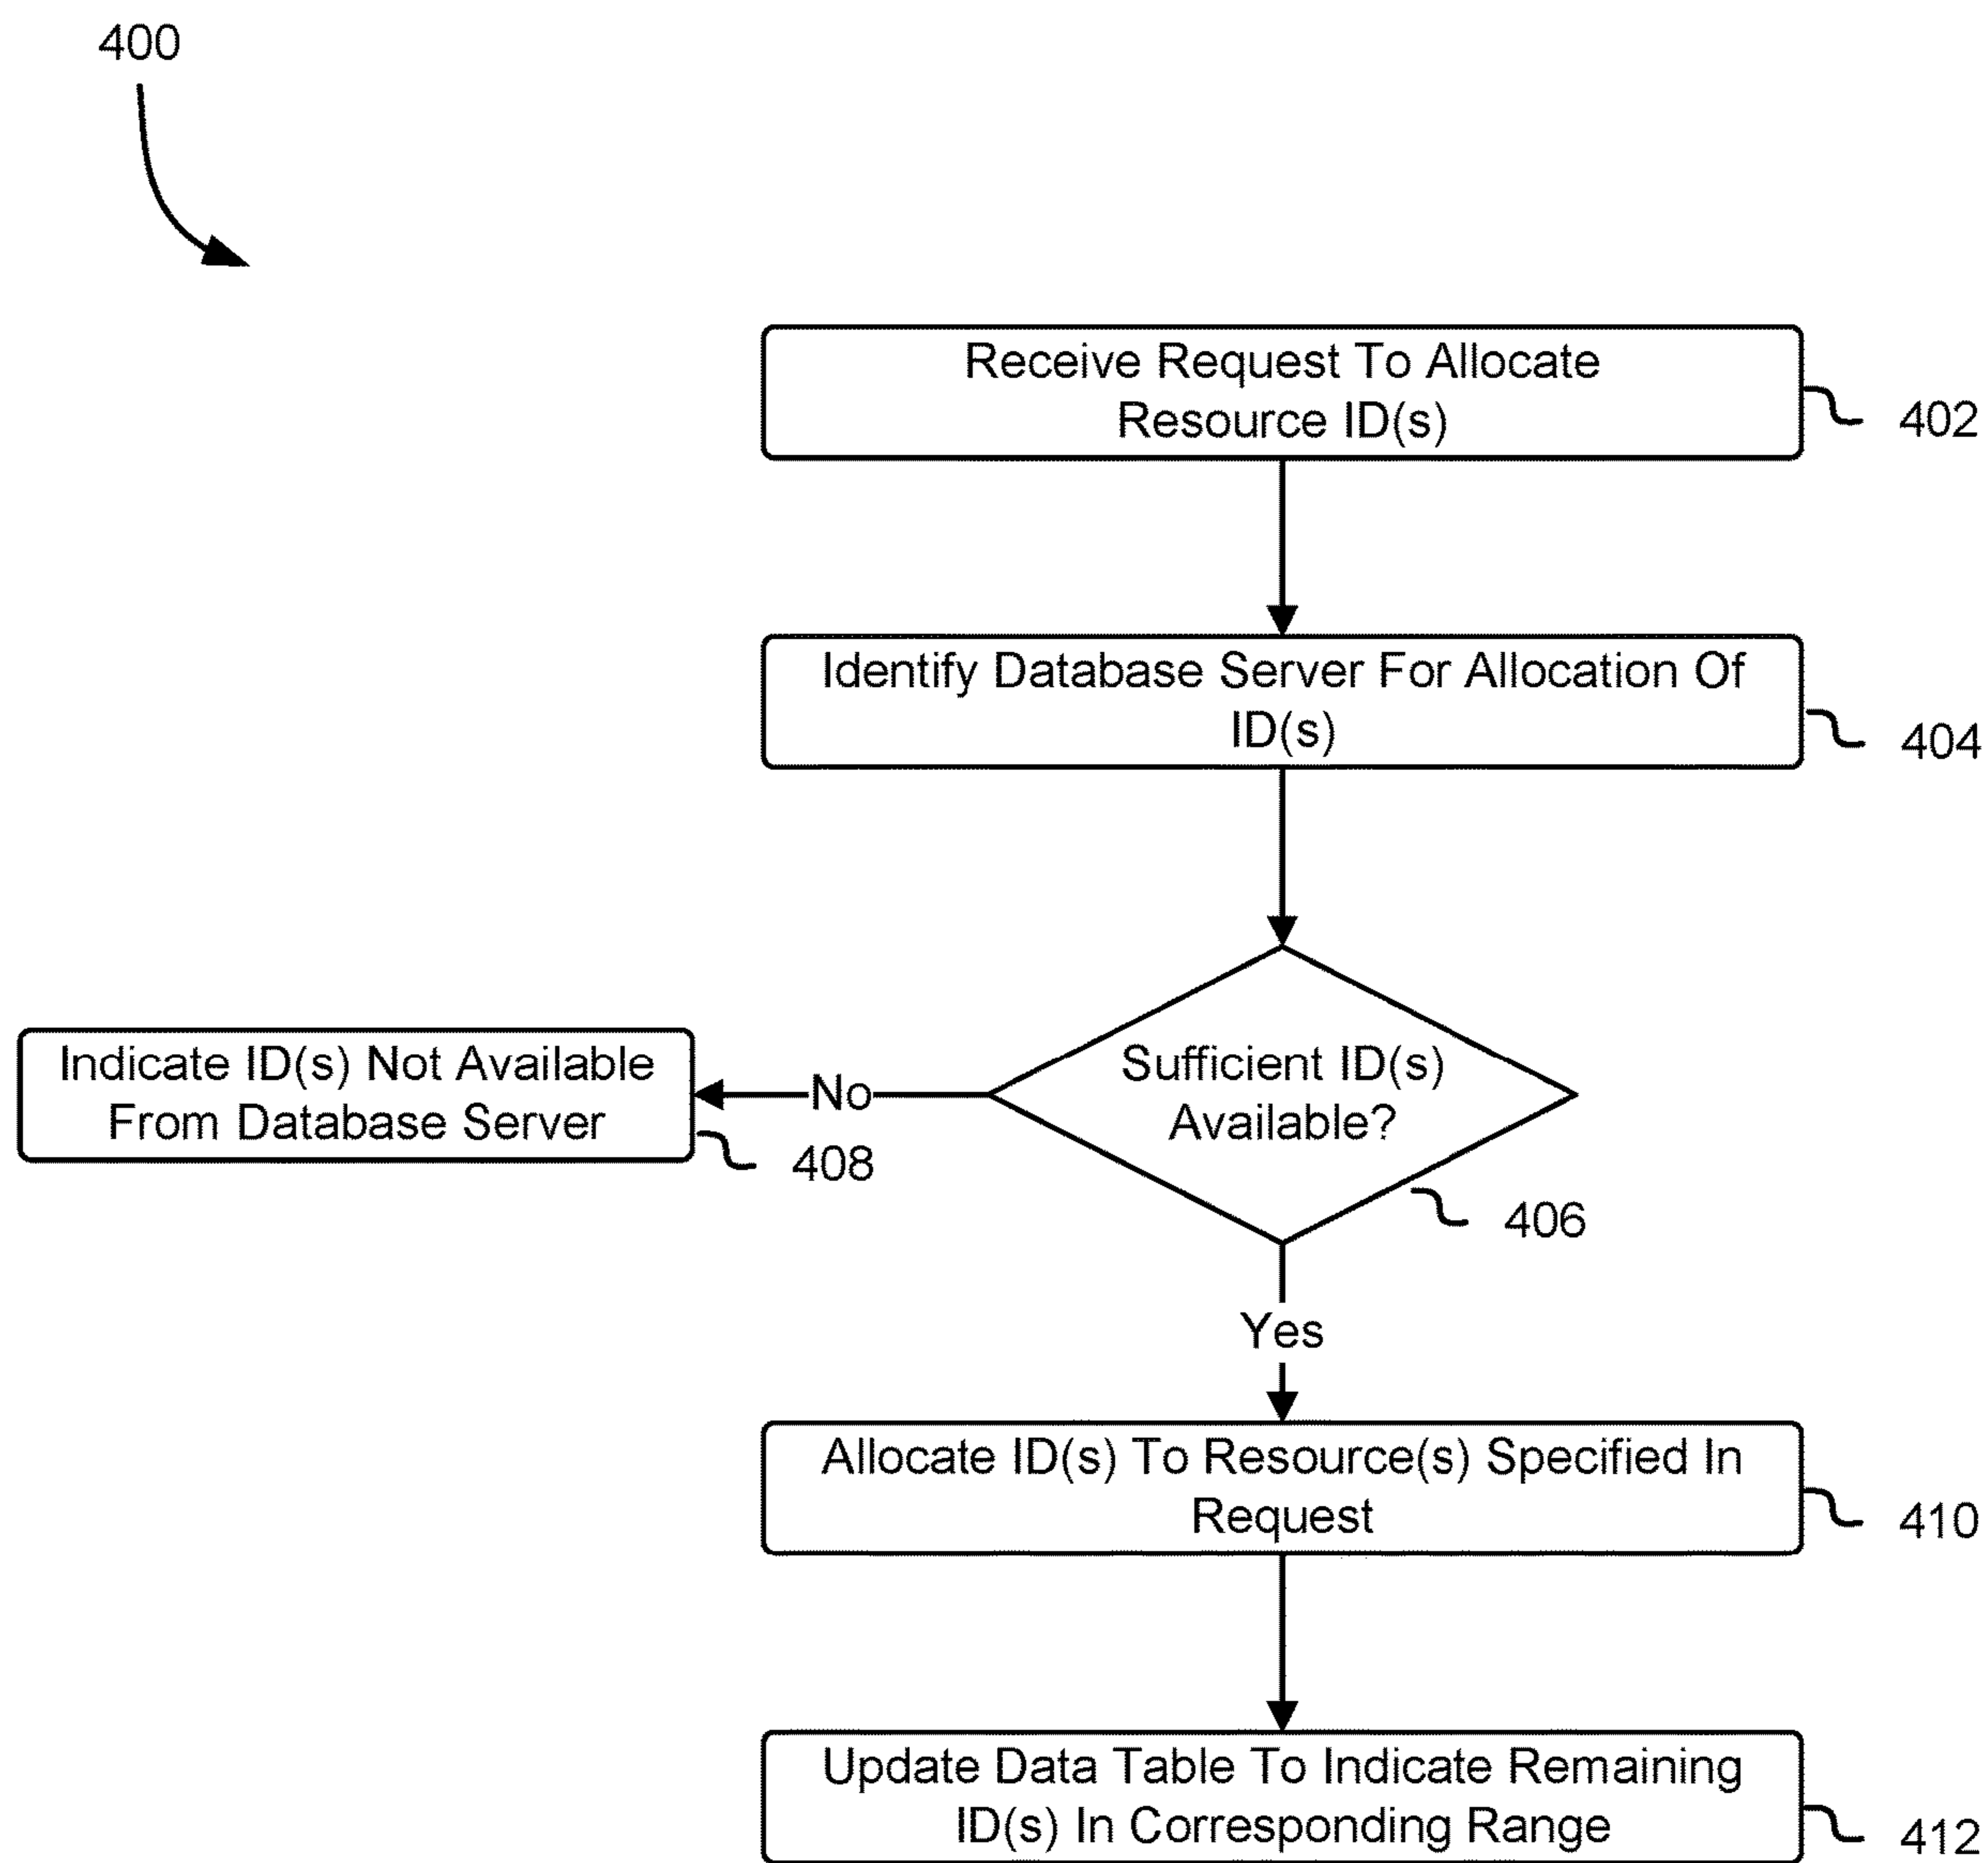 400
Receive Request To Allocate
Resource ID(s)
402
Identify Database Server For Allocation Of
ID(s)
404
Sufficient ID(s)
Available?
406
No
Indicate ID(s) Not Available
From Database Server
408
Yes
Allocate ID(s) To Resource(s) Specified In
Request
410
Update Data Table To Indicate Remaining
ID(s) In Corresponding Range
412